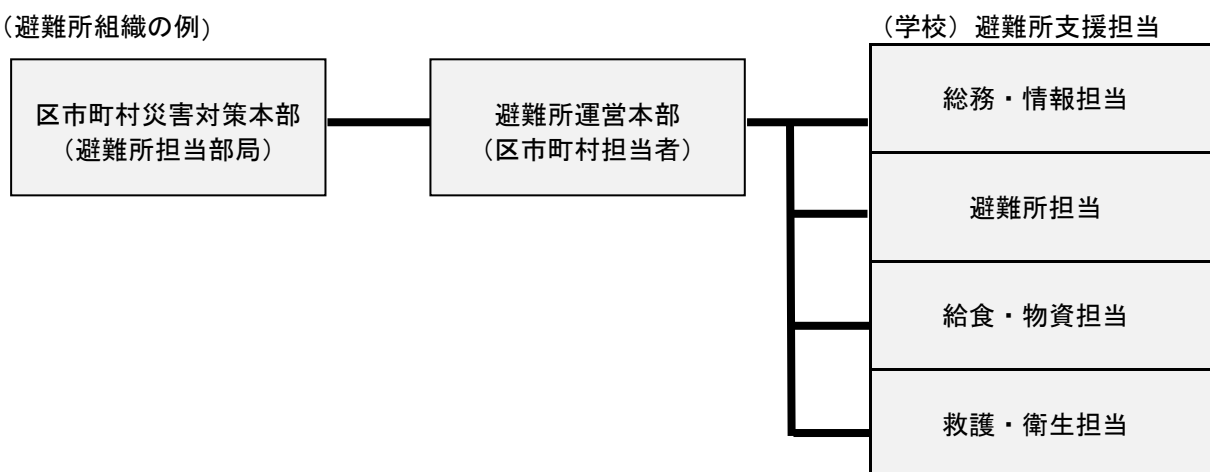 （避難所組織の例)
（学校）避難所支援担当
区市町村災害対策本部
（避難所担当部局）
避難所運営本部
（区市町村担当者）
総務・情報担当
避難所担当
給食・物資担当
救護・衛生担当